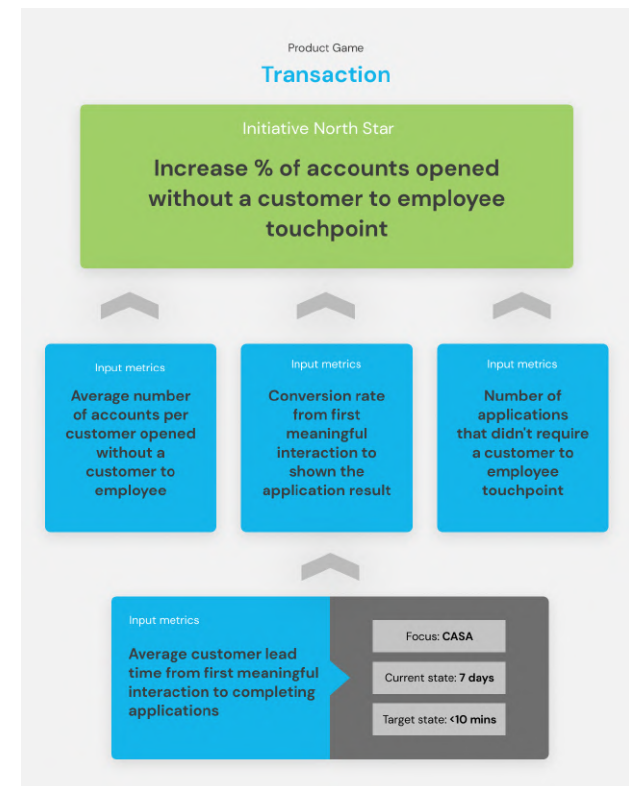 Product Game
Transaction
Initiative North Star
Increase % of accounts opened
without a customer to employee
touchpoint
Input metrics
Average number
of accounts per
customer opened
without a
customer to
employee
Input metrics
Conversion rate
from first
meaningful
interaction to
shown the
application result
Input metrics
Number of
applications
that didn't require
a customer to
employee
touchpoint
Input metrics
Average customer lead
time from first meaningful
interaction to completing
applications
Focus: CASA
Current state: 7 days
Target state: <10 mins